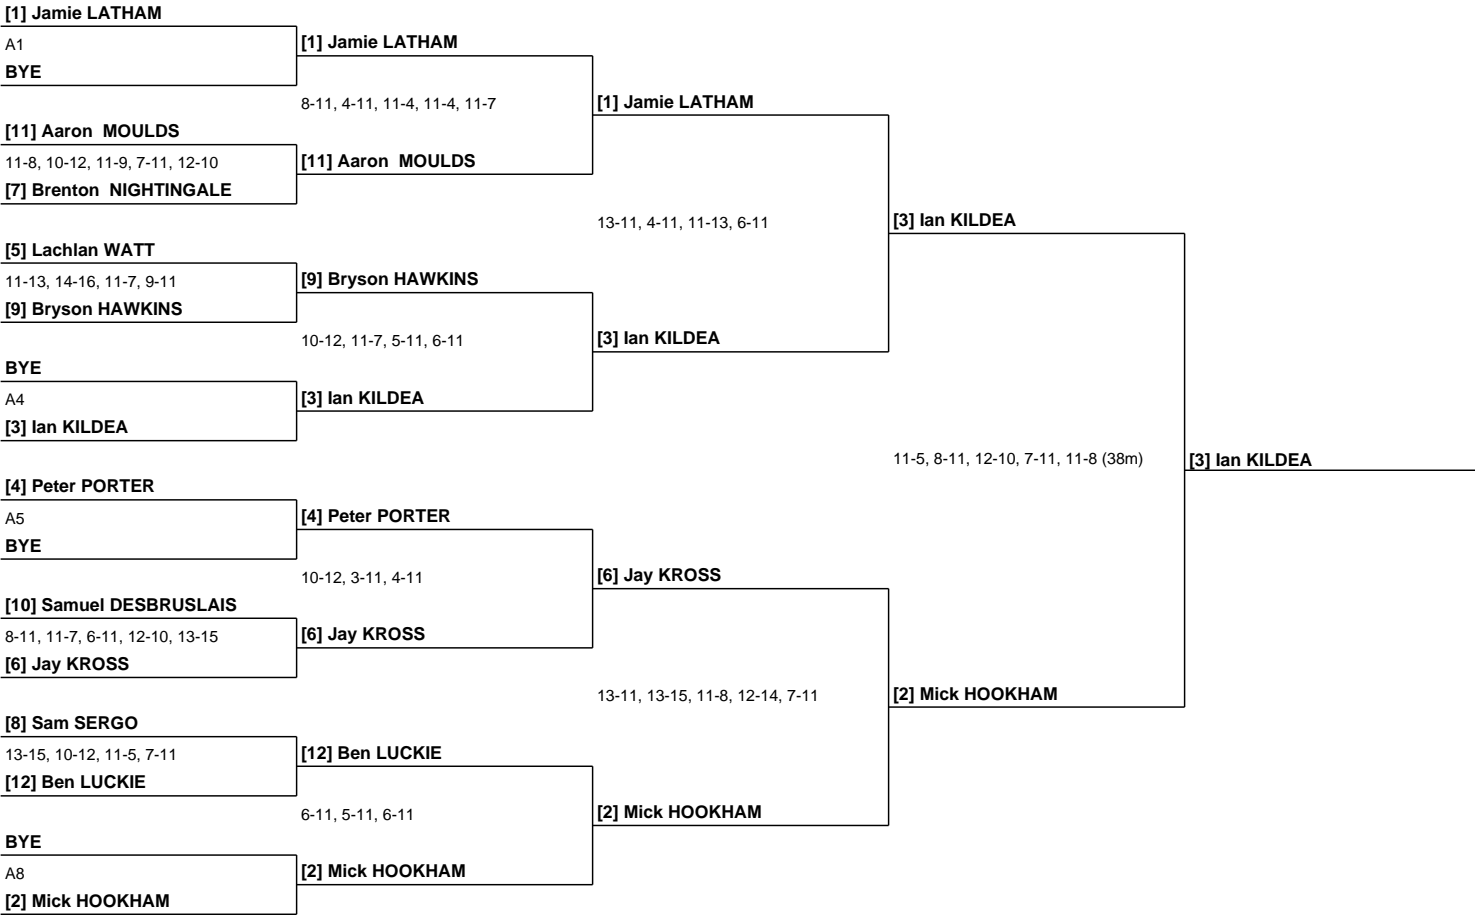 [1] Jamie LATHAM
A1
BYE
[11] Aaron  MOULDS
11-8, 10-12, 11-9, 7-11, 12-10
[7] Brenton  NIGHTINGALE
[5] Lachlan WATT
11-13, 14-16, 11-7, 9-11
[9] Bryson HAWKINS
BYE
A4
[3] Ian KILDEA
[4] Peter PORTER
A5
BYE
[10] Samuel DESBRUSLAIS
8-11, 11-7, 6-11, 12-10, 13-15
[6] Jay KROSS
[8] Sam SERGO
13-15, 10-12, 11-5, 7-11
[12] Ben LUCKIE
BYE
A8
[2] Mick HOOKHAM
[1] Jamie LATHAM
8-11, 4-11, 11-4, 11-4, 11-7
[11] Aaron  MOULDS
[9] Bryson HAWKINS
10-12, 11-7, 5-11, 6-11
[3] Ian KILDEA
[4] Peter PORTER
10-12, 3-11, 4-11
[6] Jay KROSS
[12] Ben LUCKIE
6-11, 5-11, 6-11
[2] Mick HOOKHAM
[1] Jamie LATHAM
13-11, 4-11, 11-13, 6-11
[3] Ian KILDEA
[6] Jay KROSS
13-11, 13-15, 11-8, 12-14, 7-11
[2] Mick HOOKHAM
[3] Ian KILDEA
11-5, 8-11, 12-10, 7-11, 11-8 (38m)
[2] Mick HOOKHAM
[3] Ian KILDEA